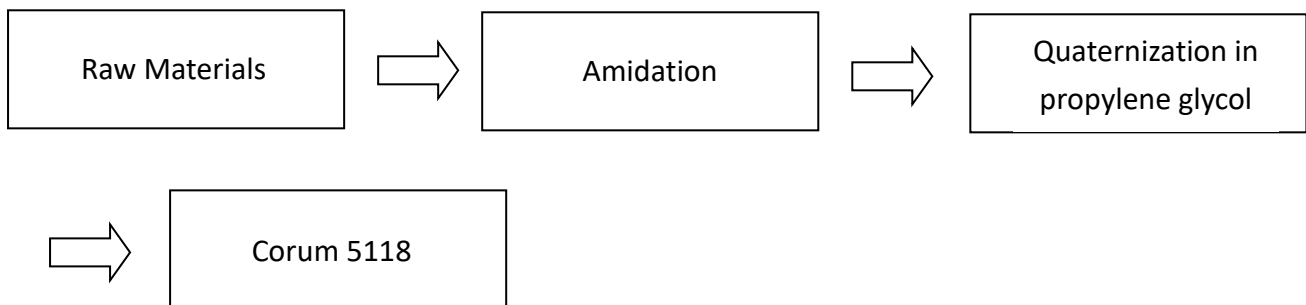 Raw Materials
Amidation
Quaternization in
propylene glycol
Corum 5118